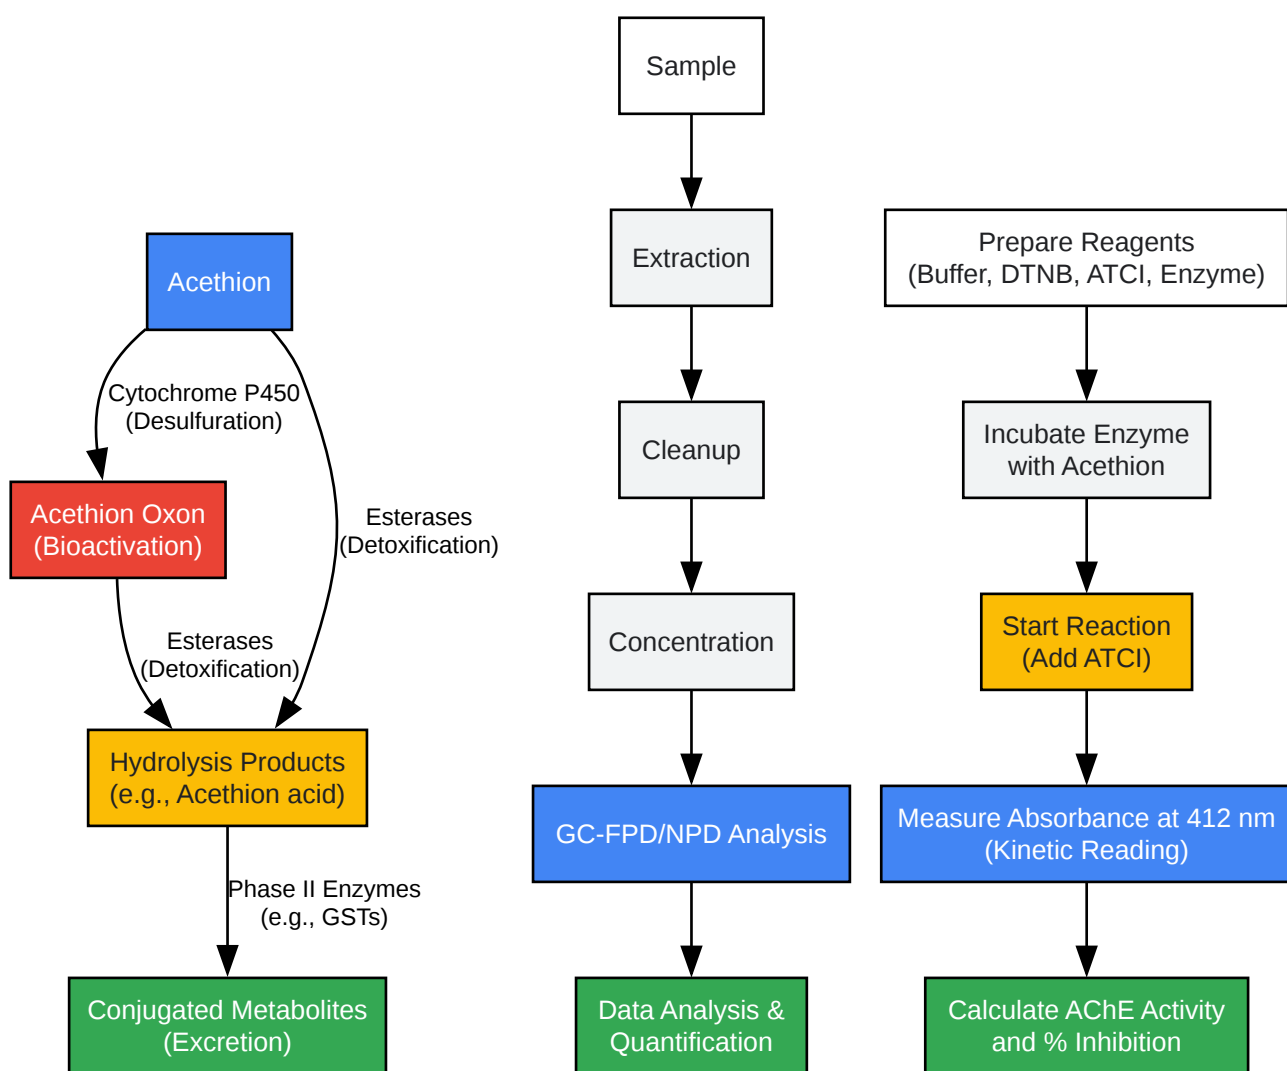 Acethion
Cytochrome P450
(Desulfuration)
Acethion Oxon
(Bioactivation)
Esterases
(Detoxification)
Esterases
(Detoxification)
Hydrolysis Products
(e.g., Acethion acid)
Phase II Enzymes
(e.g., GSTs)
Conjugated Metabolites
(Excretion)
Sample
Extraction
Cleanup
Concentration
GC-FPD/NPD Analysis
Data Analysis &
Quantification
Prepare Reagents
(Buffer, DTNB, ATCI, Enzyme)
Incubate Enzyme
with Acethion
Start Reaction
(Add ATCI)
Measure Absorbance at 412 nm
(Kinetic Reading)
Calculate AChE Activity
and % Inhibition